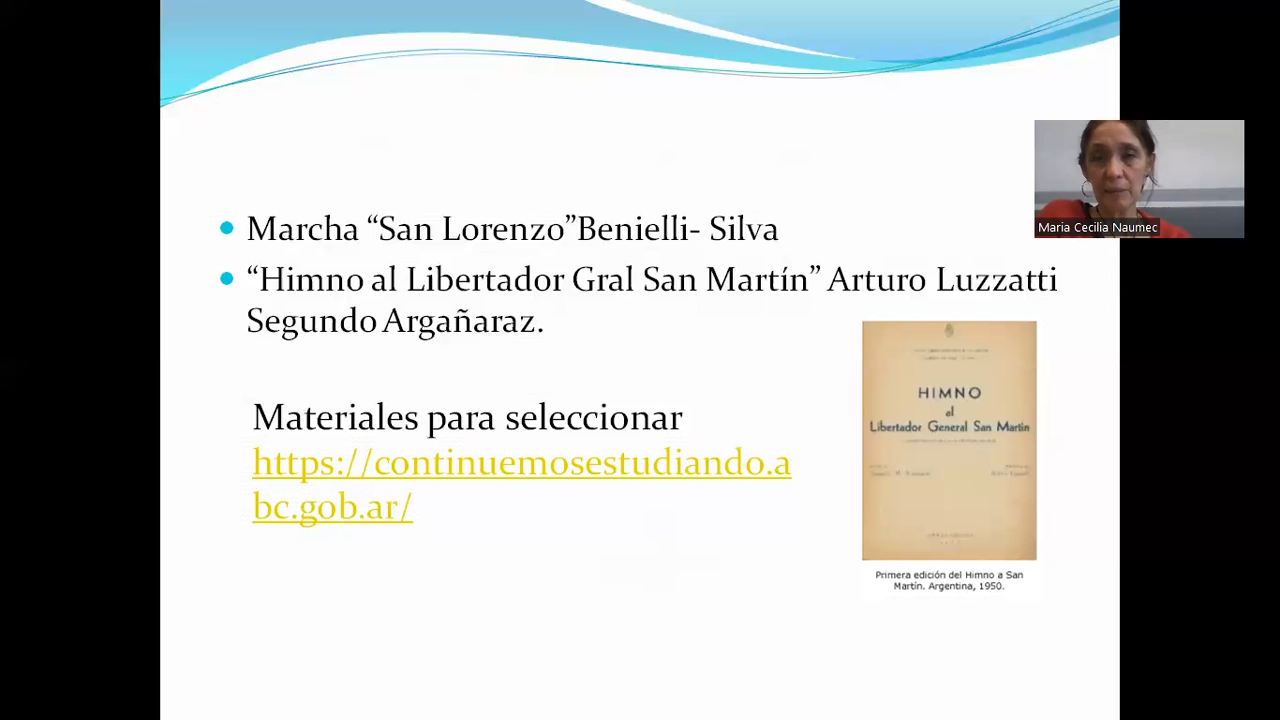 Marcha “San Lorenzo”Benielli- Silva
“Himno al Libertador Gral San Martín” Arturo Luzzatti
Segundo Argañaraz.
Materiales para seleccionar
https://continuemosestudiando.a
bc.gob.ar/
Maria Cecilia Naumec
HIMNO
al
Libertador General San Martín
Primera edición del Himno a San
Martín. Argentina, 1950.